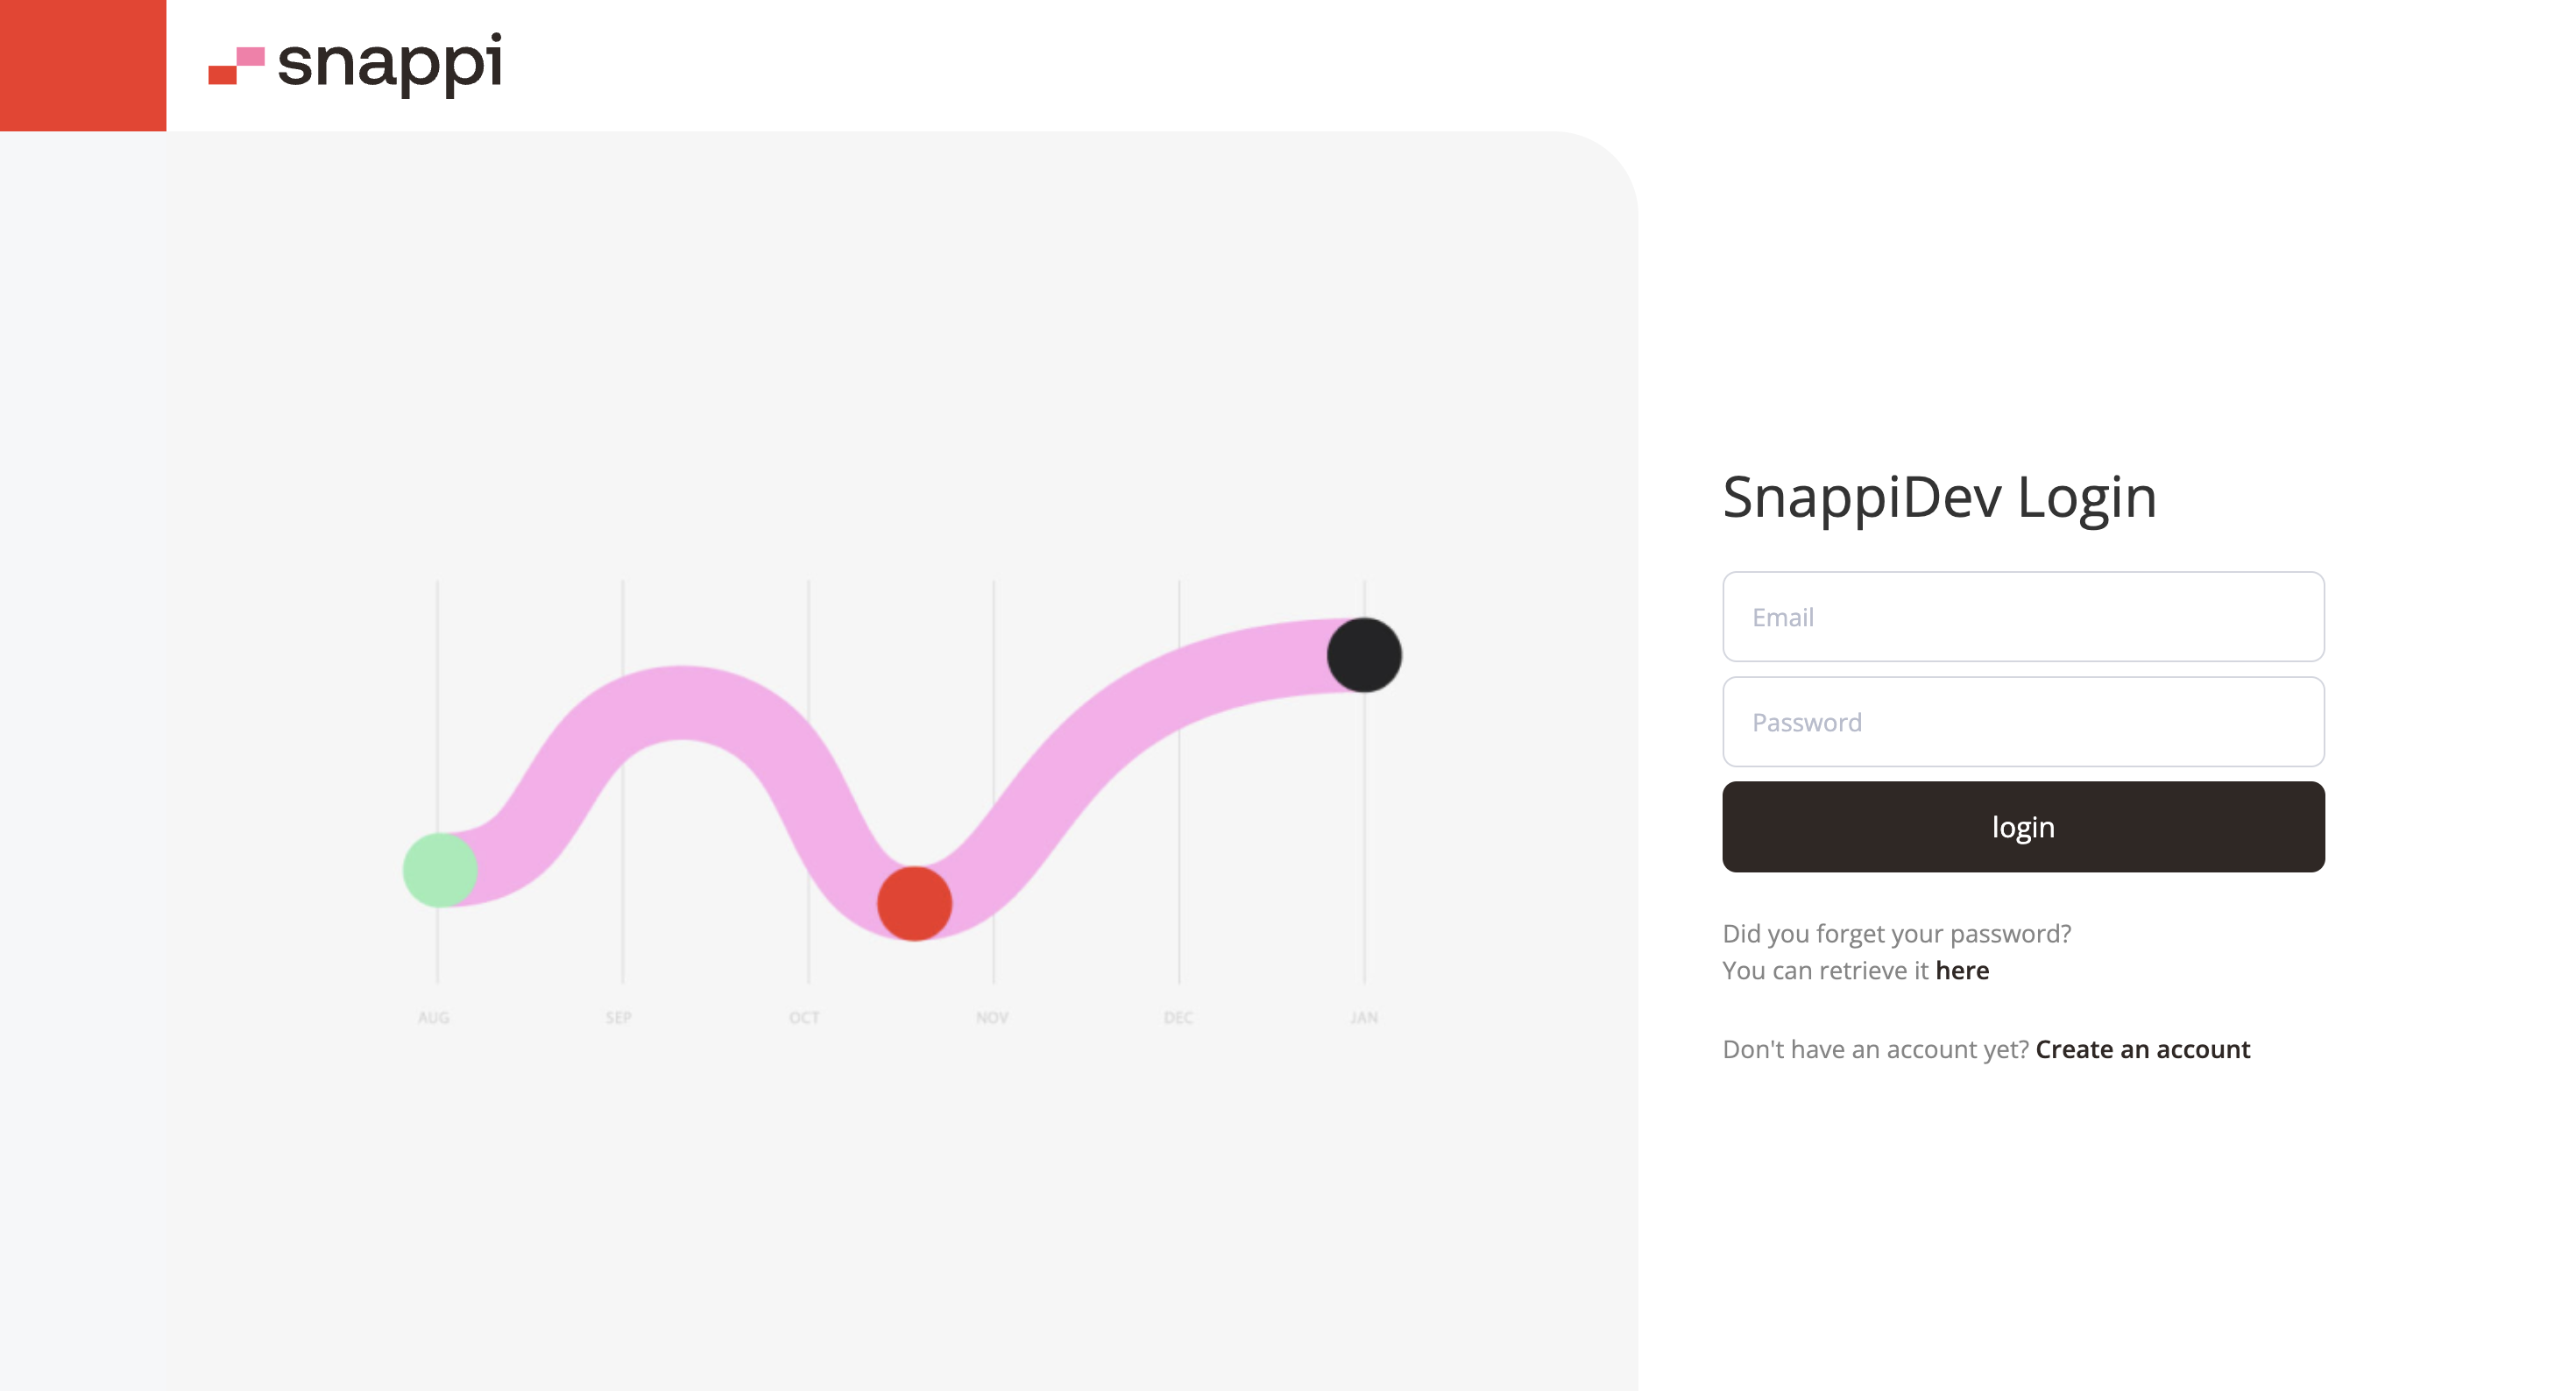 snappi
AUG SEP OCT NOV DEC JAN
SnappiDev Login
Email
Password
login
Did you forget your password?
You can retrieve it here
Don't have an account yet? Create an account